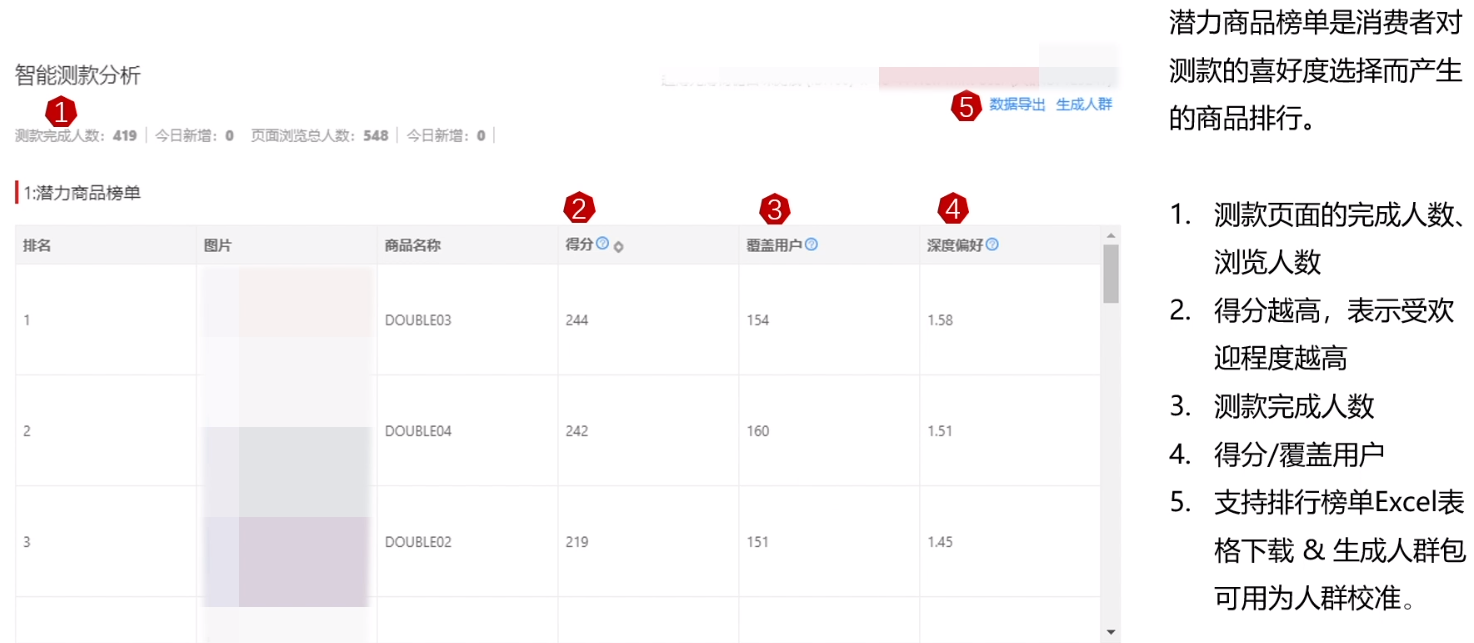 智能测款分析
1
5 数据导出 生成人群
测款完成人数：419 今日新增：0 页面浏览总人数：548 今日新增：0
1:潜力商品榜单
2 3 4
排名 图片 商品名称 得分 覆盖用户 深度偏好
1 DOUBLE03 244 154 1.58
2 DOUBLE04 242 160 1.51
3 DOUBLE02 219 151 1.45
潜力商品榜单是消费者对
测款的喜好度选择而产生
的商品排行。
1. 测款页面的完成人数、
浏览人数
2. 得分越高，表示受欢
迎程度越高
3. 测款完成人数
4. 得分/覆盖用户
5. 支持排行榜单Excel表
格下载 & 生成人群包
可用为人群校准。